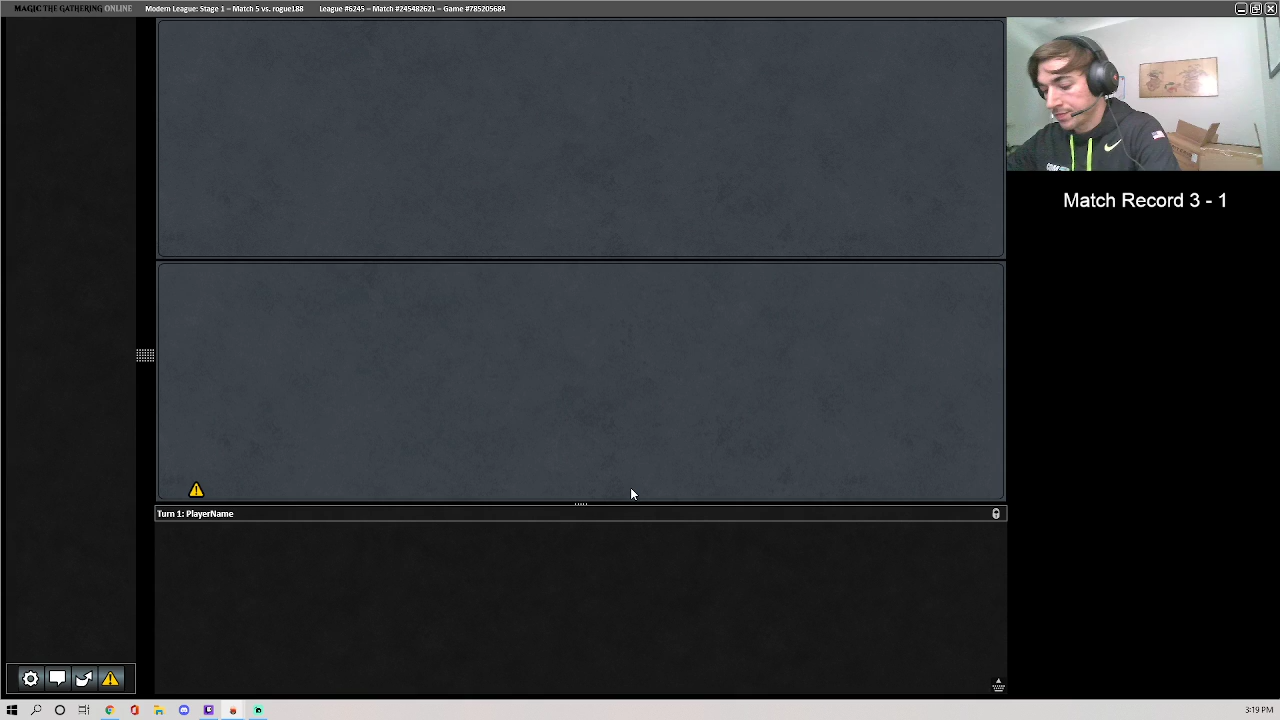 MAGIC THE GATHERING ONLINE
Modern League: Stage 1 – Match 5 vs. rogue188
League #6245 – Match #245482621 – Game #785205684
Match Record 3 - 1
Turn 1: PlayerName
3:19 PM